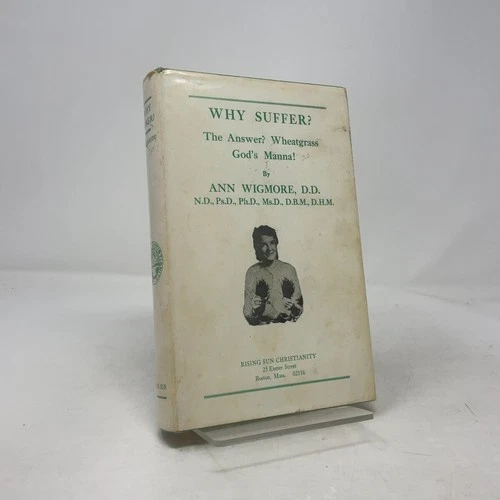 WHY SUFFER?
The Answer? Wheatgrass
God's Manna!
By
ANN WIGMORE, D.D.
N.D., Ps.D., Ph.D., Ms.D., D.B.M., D.H.M.
RISING SUN CHRISTIANITY
25 Exeter Street
Boston, Mass. 02116